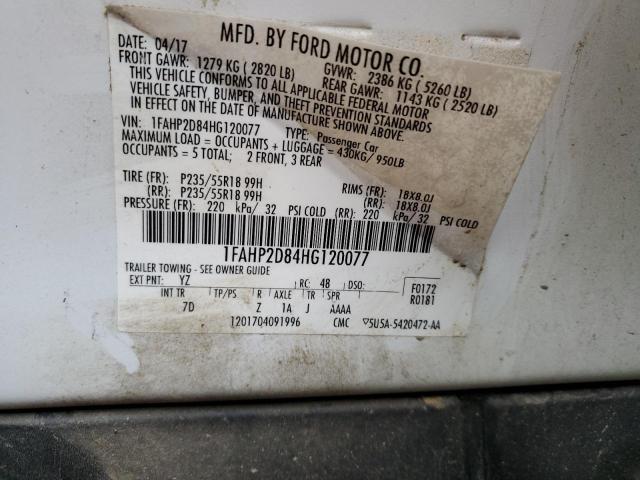 MFD. BY FORD MOTOR CO.
DATE: 04/17
FRONT GAWR: 1279 KG ( 2820 LB)
GVWR: 2386 KG ( 5260 LB)
REAR GAWR: 1143 KG ( 2520 LB)
THIS VEHICLE CONFORMS TO ALL APPLICABLE FEDERAL MOTOR
VEHICLE SAFETY, BUMPER, AND THEFT PREVENTION STANDARDS
IN EFFECT ON THE DATE OF MANUFACTURE SHOWN ABOVE.
VIN: 1FAHP2D84HG120077 TYPE: Passenger Car
MAXIMUM LOAD = OCCUPANTS + LUGGAGE = 430KG/ 950LB
OCCUPANTS = 5 TOTAL; 2 FRONT, 3 REAR
TIRE (FR): P235/55R18 99H RIMS (FR): 18X8.0J
(RR): P235/55R18 99H (RR): 18X8.0J
PRESSURE (FR): 220 kPa/ 32 PSI COLD (RR): 220 kPa/ 32 PSI COLD
1FAHP2D84HG120077
TRAILER TOWING - SEE OWNER GUIDE
EXT PNT: YZ RC: 48 DSO: F0172
R0181
INT TR TP/PS R AXLE TR SPR
7D Z 1A J AAAA
1201704091996 CMC ▽5U5A-5420472-AA